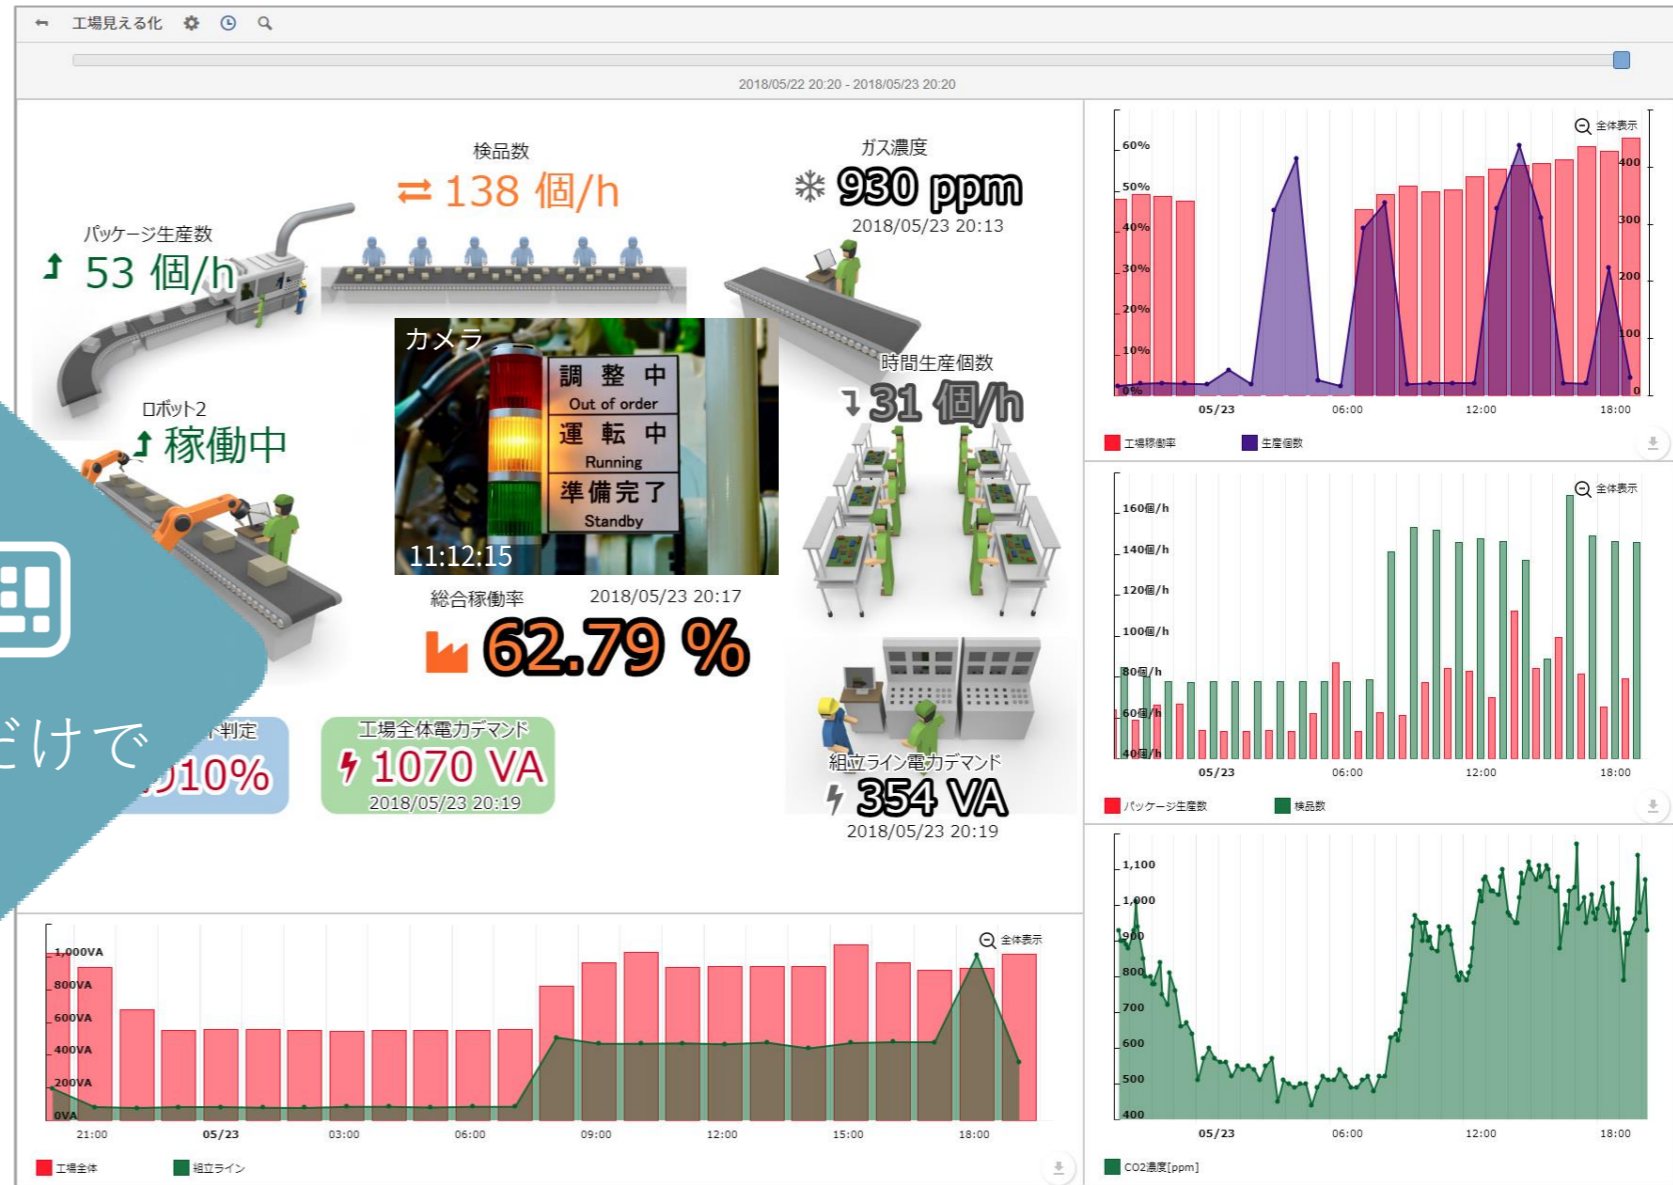 工場見える化
2018/05/22 20:20 - 2018/05/23 20:20
検品数
138 個/h
ガス濃度
930 ppm
2018/05/23 20:13
パッケージ生産数
53 個/h
カメラ
調整中
Out of order
運転中
Running
準備完了
Standby
11:12:15
時間生産個数
31 個/h
ロボット2
稼働中
総合稼働率
2018/05/23 20:17
62.79 %
だけで
判定
10%
工場全体電力デマンド
1070 VA
2018/05/23 20:19
組立ライン電力デマンド
354 VA
2018/05/23 20:19
全体表示
60%
50%
40%
30%
20%
10%
0%
400
300
200
100
0
05/23
06:00
12:00
18:00
工場稼働率
生産個数
全体表示
160個/h
140個/h
120個/h
100個/h
80個/h
60個/h
40個/h
05/23
06:00
12:00
18:00
パッケージ生産数
検品数
1,100
1,000
900
800
700
600
500
400
05/23
06:00
12:00
18:00
CO2濃度[ppm]
全体表示
1,000VA
800VA
600VA
400VA
200VA
0VA
21:00
05/23
03:00
06:00
09:00
12:00
15:00
18:00
工場全体
組立ライン